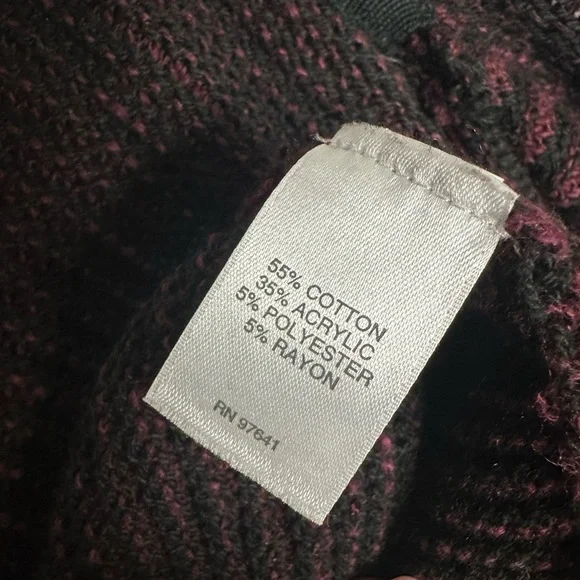 55% COTTON
35% ACRYLIC
5% POLYESTER
5% RAYON
RN 97641